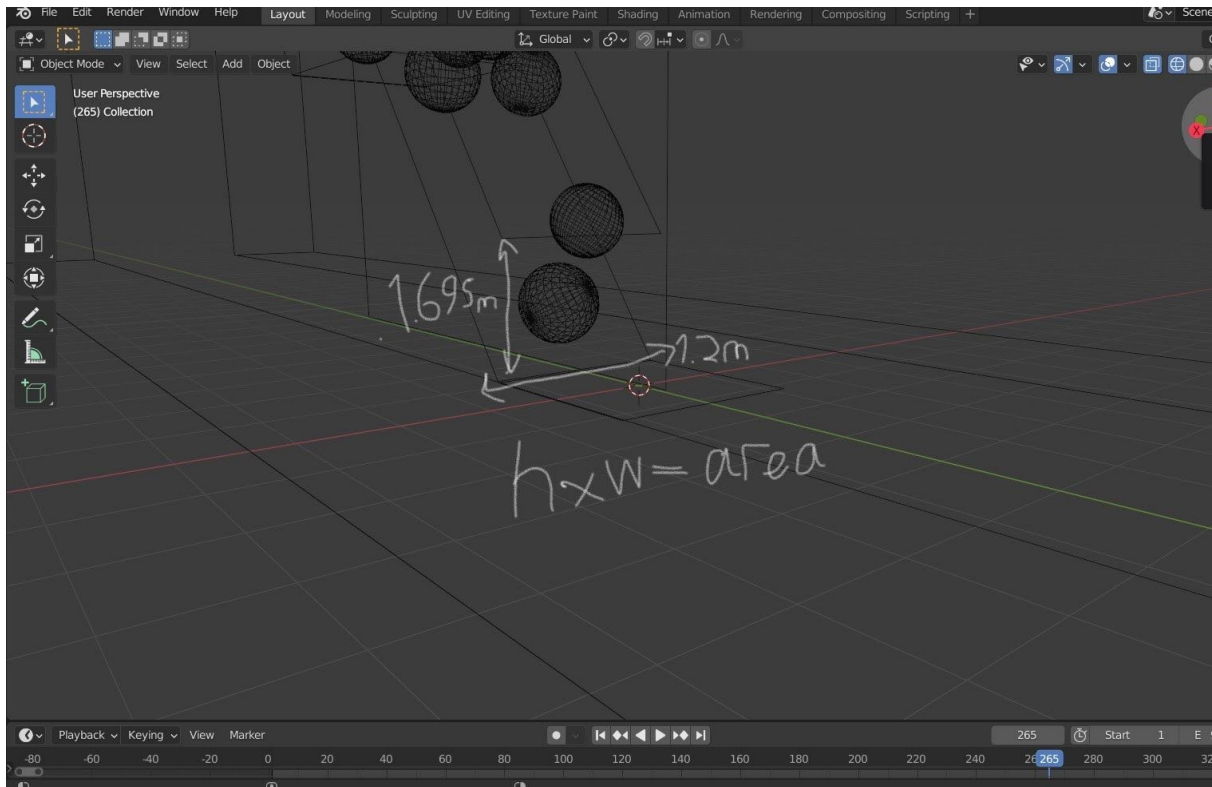 File Edit Render Window Help Layout Modeling Sculpting UV Editing Texture Paint Shading Animation Rendering Compositing Scripting + Scene
Global
Object Mode View Select Add Object
User Perspective
(265) Collection
X
1.695m
1.2m
h x w = area
Playback Keying View Marker 265 Start 1 E
-80 -60 -40 -20 0 20 40 60 80 100 120 140 160 180 200 220 240 265 280 300